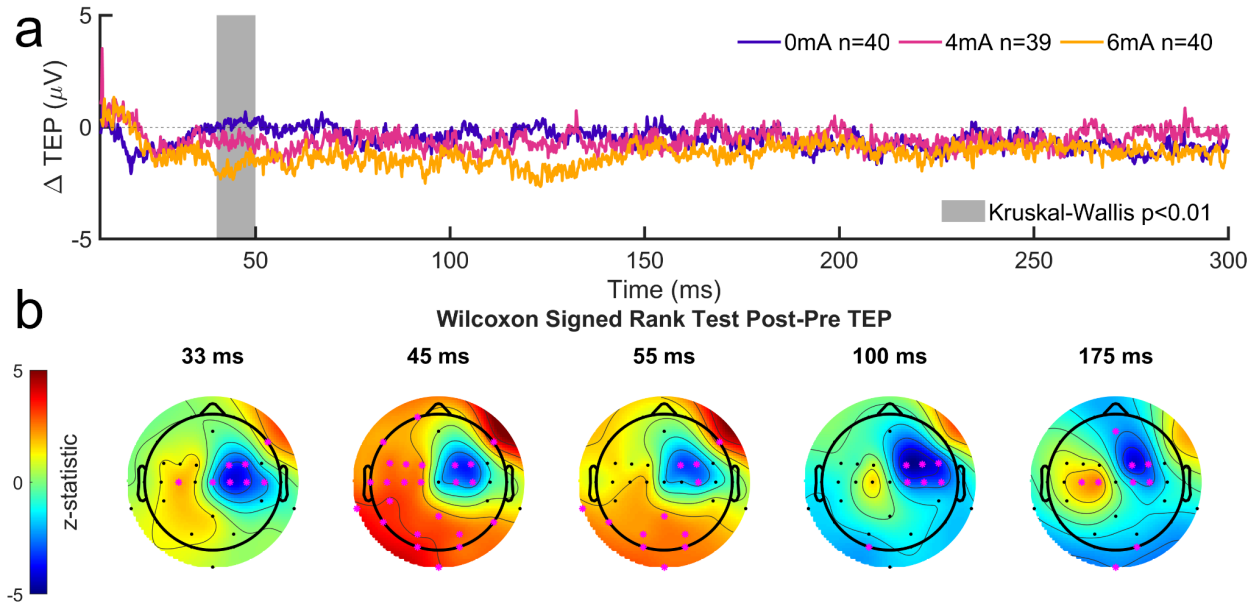 a
5
0
-5
Δ TEP (μV)
0mA n=40 4mA n=39 6mA n=40
Kruskal-Wallis p<0.01
50 100 150 200 250 300
Time (ms)
b
Wilcoxon Signed Rank Test Post-Pre TEP
33 ms 45 ms 55 ms 100 ms 175 ms
5
0
-5
z-statistic